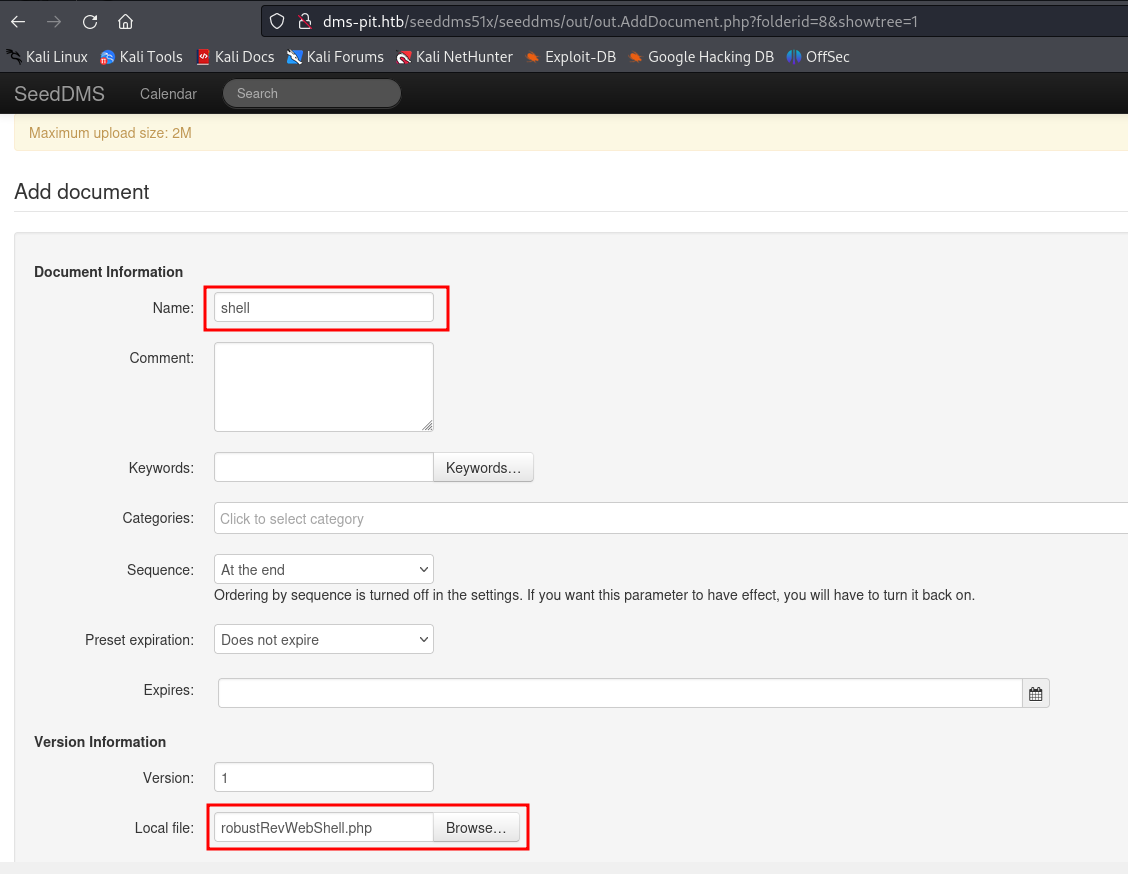 dms-pit.htb/seeddms51x/seeddms/out/out.AddDocument.php?folderid=8&showtree=1
Kali Linux Kali Tools Kali Docs Kali Forums Kali NetHunter Exploit-DB Google Hacking DB OffSec
SeedDMS Calendar Search
Maximum upload size: 2M
Add document
Document Information
Name: shell
Comment:
Keywords: Keywords…
Categories: Click to select category
Sequence: At the end
Ordering by sequence is turned off in the settings. If you want this parameter to have effect, you will have to turn it back on.
Preset expiration: Does not expire
Expires:
Version Information
Version: 1
Local file: robustRevWebShell.php Browse…